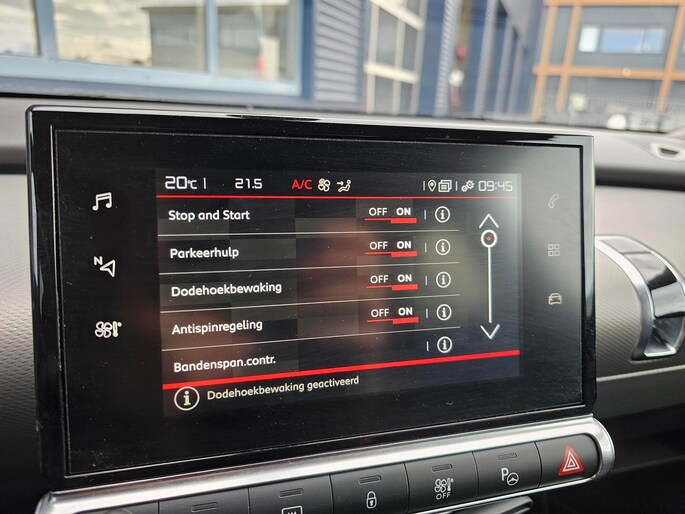 20°C 21.5 A/C 09:45
Stop and Start OFF ON
Parkeerhulp OFF ON
Dodehoekbewaking OFF ON
Antispinregeling OFF ON
Bandenspan.contr.
Dodehoekbewaking geactiveerd
N
OFF
P